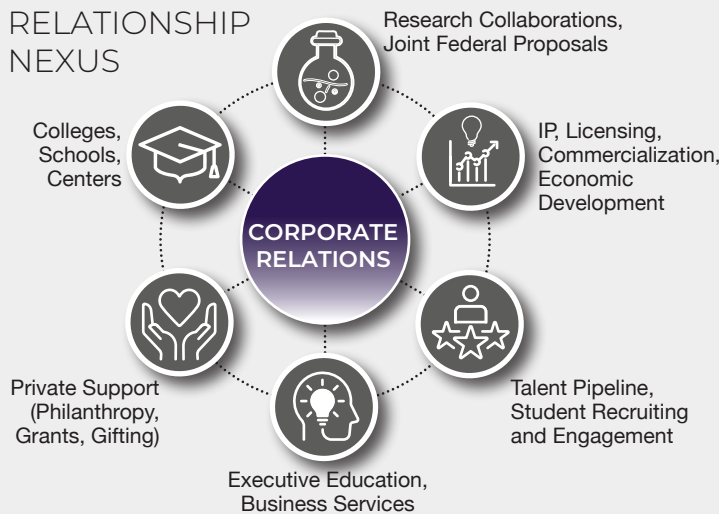 RELATIONSHIP
NEXUS
Research Collaborations,
Joint Federal Proposals
Colleges,
Schools,
Centers
IP, Licensing,
Commercialization,
Economic
Development
CORPORATE
RELATIONS
Private Support
(Philanthropy,
Grants, Gifting)
Talent Pipeline,
Student Recruiting
and Engagement
Executive Education,
Business Services